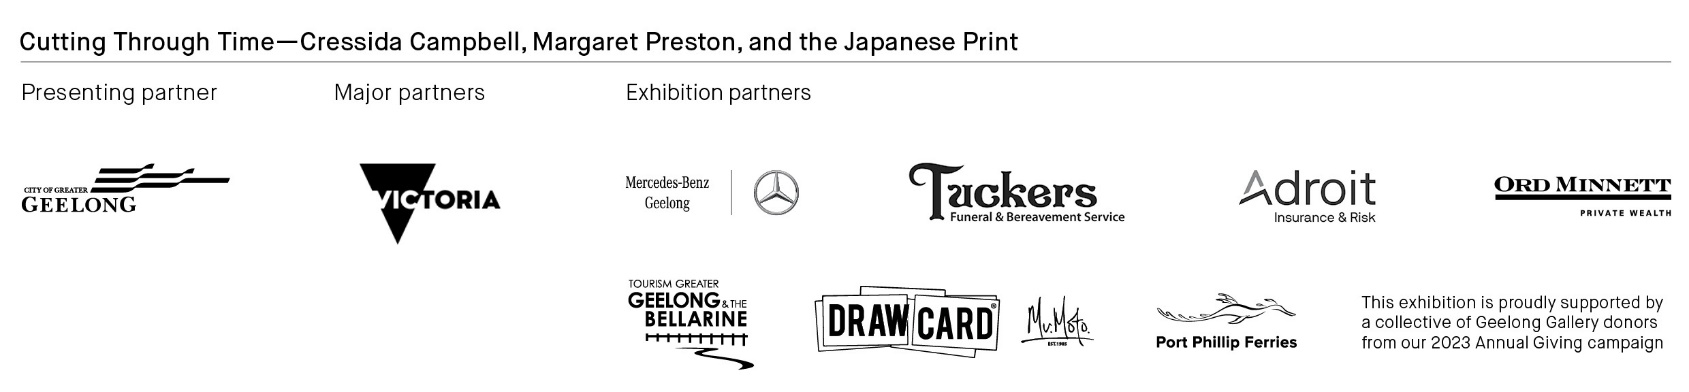 Cutting Through Time—Cressida Campbell, Margaret Preston, and the Japanese Print
Presenting partner
Major partners
Exhibition partners
CITY OF GREATER
GEELONG
VICTORIA
Mercedes-Benz
Geelong
Tuckers
Funeral & Bereavement Service
Adroit
Insurance & Risk
ORD MINNETT
PRIVATE WEALTH
TOURISM GREATER
GEELONG & THE
BELLARINE
DRAW CARD®
Mr. Moto.
EST. 1985
Port Phillip Ferries
This exhibition is proudly supported by
a collective of Geelong Gallery donors
from our 2023 Annual Giving campaign